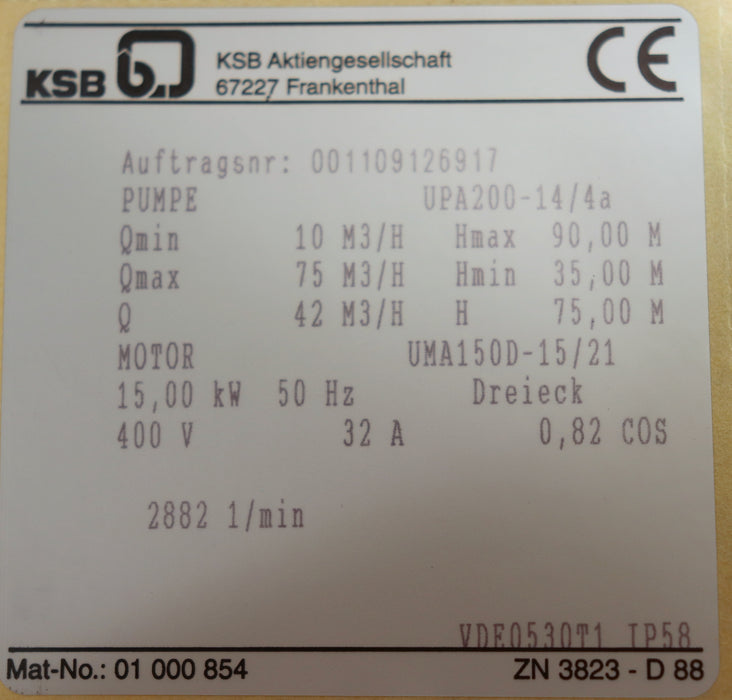 KSB KSB Aktiengesellschaft
67227 Frankenthal CE
Auftragsnr: 001109126917
PUMPE UPA200-14/4a
Qmin 10 M3/H Hmax 90,00 M
Qmax 75 M3/H Hmin 35,00 M
Q 42 M3/H H 75,00 M
MOTOR UMA150D-15/21
15,00 kW 50 Hz Dreieck
400 V 32 A 0,82 COS
2882 1/min
VDE0530T1 IP58
Mat-No.: 01 000 854 ZN 3823 - D 88